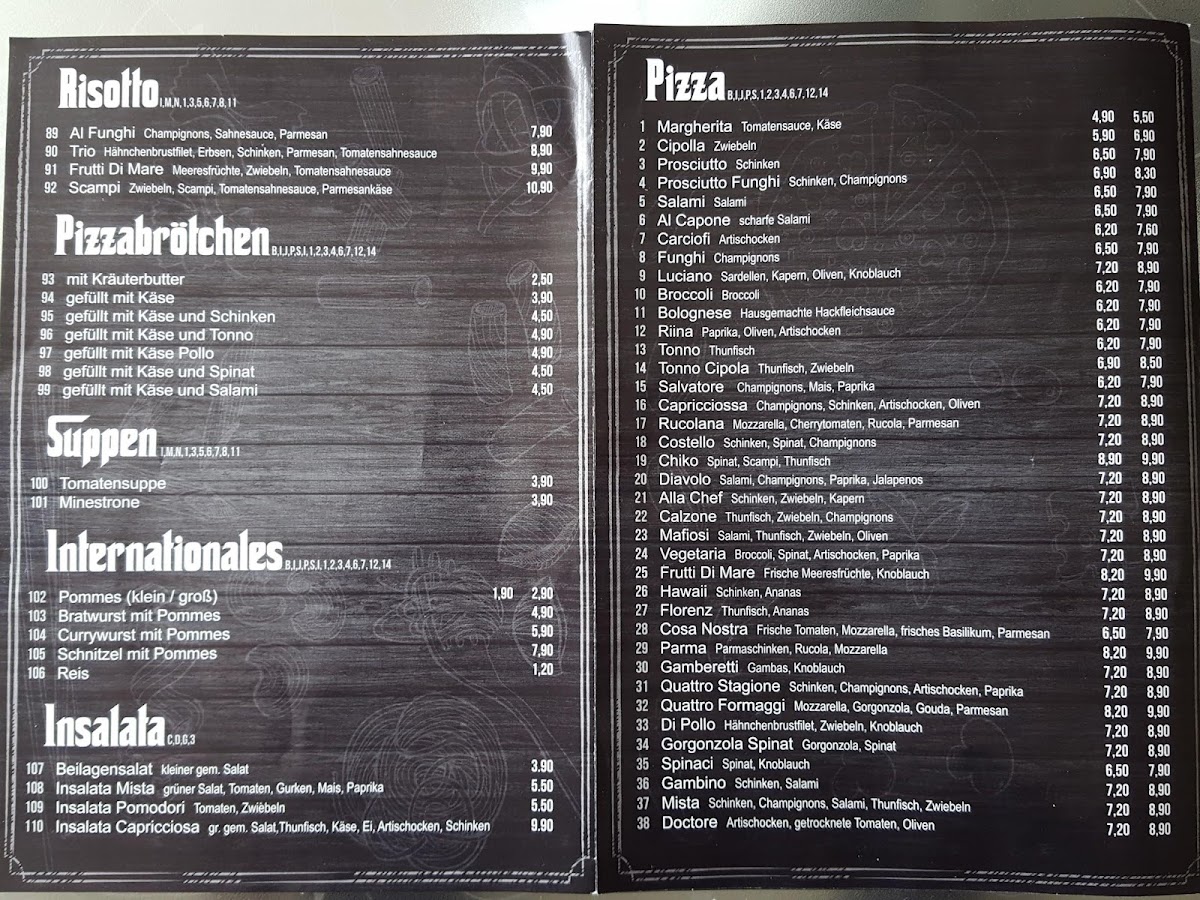 Risotto I,M,N,1,3,5,6,7,8,11
89 Al Funghi Champignons, Sahnesauce, Parmesan 7,90
90 Trio Hähnchenbrustfilet, Erbsen, Schinken, Parmesan, Tomatensahnesauce 8,90
91 Frutti Di Mare Meeresfrüchte, Zwiebeln, Tomatensahnesauce 9,90
92 Scampi Zwiebeln, Scampi, Tomatensahnesauce, Parmesankäse 10,90
Pizzabrötchen B,I,J,P,S,I,1,2,3,4,6,7,12,14
93 mit Kräuterbutter 2,50
94 gefüllt mit Käse 3,90
95 gefüllt mit Käse und Schinken 4,50
96 gefüllt mit Käse und Tonno 4,90
97 gefüllt mit Käse Pollo 4,90
98 gefüllt mit Käse und Spinat 4,50
99 gefüllt mit Käse und Salami 4,50
Suppen I,M,N,1,3,5,6,7,8,11
100 Tomatensuppe 3,90
101 Minestrone 3,90
Internationales B,I,J,P,S,I,1,2,3,4,6,7,12,14
102 Pommes (klein / groß) 1,90 2,90
103 Bratwurst mit Pommes 4,90
104 Currywurst mit Pommes 5,90
105 Schnitzel mit Pommes 7,90
106 Reis 1,20
Insalata C,D,G,3
107 Beilagensalat kleiner gem. Salat 3.90
108 Insalata Mista grüner Salat, Tomaten, Gurken, Mais, Paprika 5.50
109 Insalata Pomodori Tomaten, Zwiebeln 5.50
110 Insalata Capricciosa gr. gem. Salat,Thunfisch, Käse, Ei, Artischocken, Schinken 9.90
Pizza B,I,J,P,S,1,2,3,4,6,7,12,14
1 Margherita Tomatensauce, Käse 4,90 5,50
2 Cipolla Zwiebeln 5,90 6,90
3 Prosciutto Schinken 6,50 7,90
4 Prosciutto Funghi Schinken, Champignons 6,90 8,30
5 Salami Salami 6,50 7,90
6 Al Capone scharfe Salami 6,50 7,90
7 Carciofi Artischocken 6,20 7,60
8 Funghi Champignons 6,50 7,90
9 Luciano Sardellen, Kapern, Oliven, Knoblauch 7,20 8,90
10 Broccoli Broccoli 6,20 7,90
11 Bolognese Hausgemachte Hackfleichsauce 6,20 7,90
12 Riina Paprika, Oliven, Artischocken 6,20 7,90
13 Tonno Thunfisch 6,20 7,90
14 Tonno Cipola Thunfisch, Zwiebeln 6,90 8,50
15 Salvatore Champignons, Mais, Paprika 6,20 7,90
16 Capricciossa Champignons, Schinken, Artischocken, Oliven 7,20 8,90
17 Rucolana Mozzarella, Cherrytomaten, Rucola, Parmesan 7,20 8,90
18 Costello Schinken, Spinat, Champignons 7,20 8,90
19 Chiko Spinat, Scampi, Thunfisch 8,90 9,90
20 Diavolo Salami, Champignons, Paprika, Jalapenos 7,20 8,90
21 Alla Chef Schinken, Zwiebeln, Kapern 7,20 8,90
22 Calzone Thunfisch, Zwiebeln, Champignons 7,20 8,90
23 Mafiosi Salami, Thunfisch, Zwiebeln, Oliven 7,20 8,90
24 Vegetaria Broccoli, Spinat, Artischocken, Paprika 7,20 8,90
25 Frutti Di Mare Frische Meeresfrüchte, Knoblauch 8,20 9,90
26 Hawaii Schinken, Ananas 7,20 8,90
27 Florenz Thunfisch, Ananas 7,20 8,90
28 Cosa Nostra Frische Tomaten, Mozzarella, frisches Basilikum, Parmesan 6,50 7,90
29 Parma Parmaschinken, Rucola, Mozzarella 8,20 9,90
30 Gamberetti Gambas, Knoblauch 7,20 8,90
31 Quattro Stagione Schinken, Champignons, Artischocken, Paprika 7,20 8,90
32 Quattro Formaggi Mozzarella, Gorgonzola, Gouda, Parmesan 8,20 9,90
33 Di Pollo Hähnchenbrustfilet, Zwiebeln, Knoblauch 7,20 8,90
34 Gorgonzola Spinat Gorgonzola, Spinat 7,20 8,90
35 Spinaci Spinat, Knoblauch 6,50 7,90
36 Gambino Schinken, Salami 7,20 8,90
37 Mista Schinken, Champignons, Salami, Thunfisch, Zwiebeln 7,20 8,90
38 Doctore Artischocken, getrocknete Tomaten, Oliven 7,20 8,90